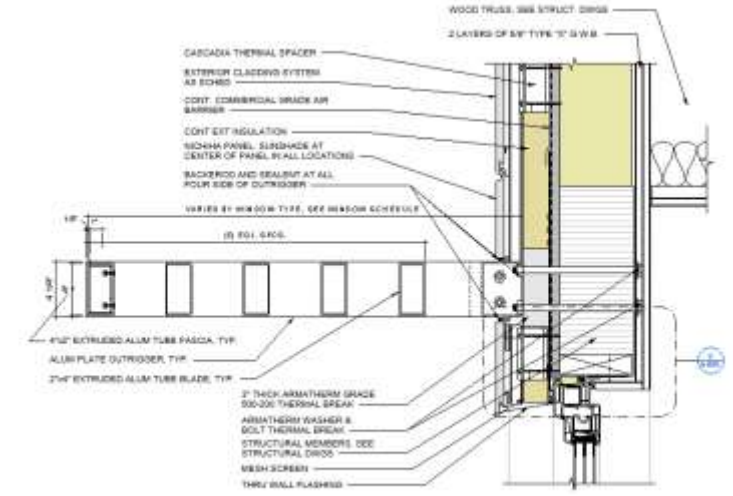 WOOD TRUSS, SEE STRUCT. DWGS
2 LAYERS OF 5/8" TYPE "X" G.W.B.
CASCADIA THERMAL SPACER
EXTERIOR CLADDING SYSTEM
AS SCHED
CONT. COMMERCIAL GRADE AIR
BARRIER
CONT EXT INSULATION
NICHIHA PANEL. SUNSHADE AT
CENTER OF PANEL IN ALL LOCATIONS
BACKEROD AND SEALENT AT ALL
FOUR SIDE OF OUTRIGGER
VARIES BY WINDOW TYPE, SEE WINDOW SCHEDULE
(5) EQL SPCG.
4"x2" EXTRUDED ALUM TUBE FASCIA, TYP.
ALUM PLATE OUTRIGGER, TYP.
2"x4" EXTRUDED ALUM TUBE BLADE, TYP.
2" THICK ARMATHERM GRADE
500-200 THERMAL BREAK
ARMATHERM WASHER &
BOLT THERMAL BREAK
STRUCTURAL MEMBERS. SEE
STRUCTURAL DWGS
MESH SCREEN
THRU WALL FLASHING